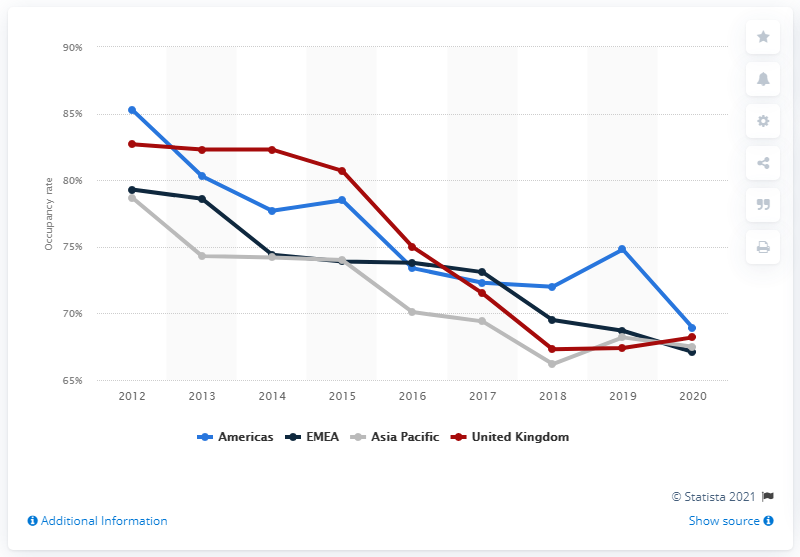 90%
85%
80%
75%
70%
65%
Occupancy rate
2012 2013 2014 2015 2016 2017 2018 2019 2020
Americas EMEA Asia Pacific United Kingdom
© Statista 2021
Additional Information Show source